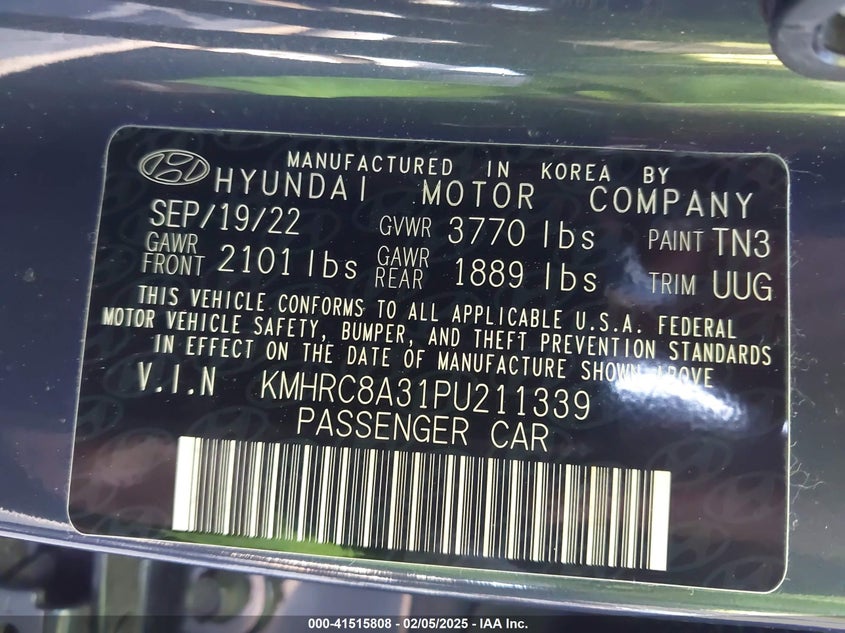 MANUFACTURED IN KOREA BY
HYUNDAI MOTOR COMPANY
SEP/19/22 GVWR 3770 lbs PAINT TN3
GAWR FRONT 2101 lbs GAWR REAR 1889 lbs TRIM UUG
THIS VEHICLE CONFORMS TO ALL APPLICABLE U.S.A. FEDERAL
MOTOR VEHICLE SAFETY, BUMPER, AND THEFT PREVENTION STANDARDS
IN EFFECT ON THE DATE OF MANUFACTURE SHOWN ABOVE
V.I.N KMHRC8A31PU211339
PASSENGER CAR
000-41515808 - 02/05/2025 - IAA Inc.